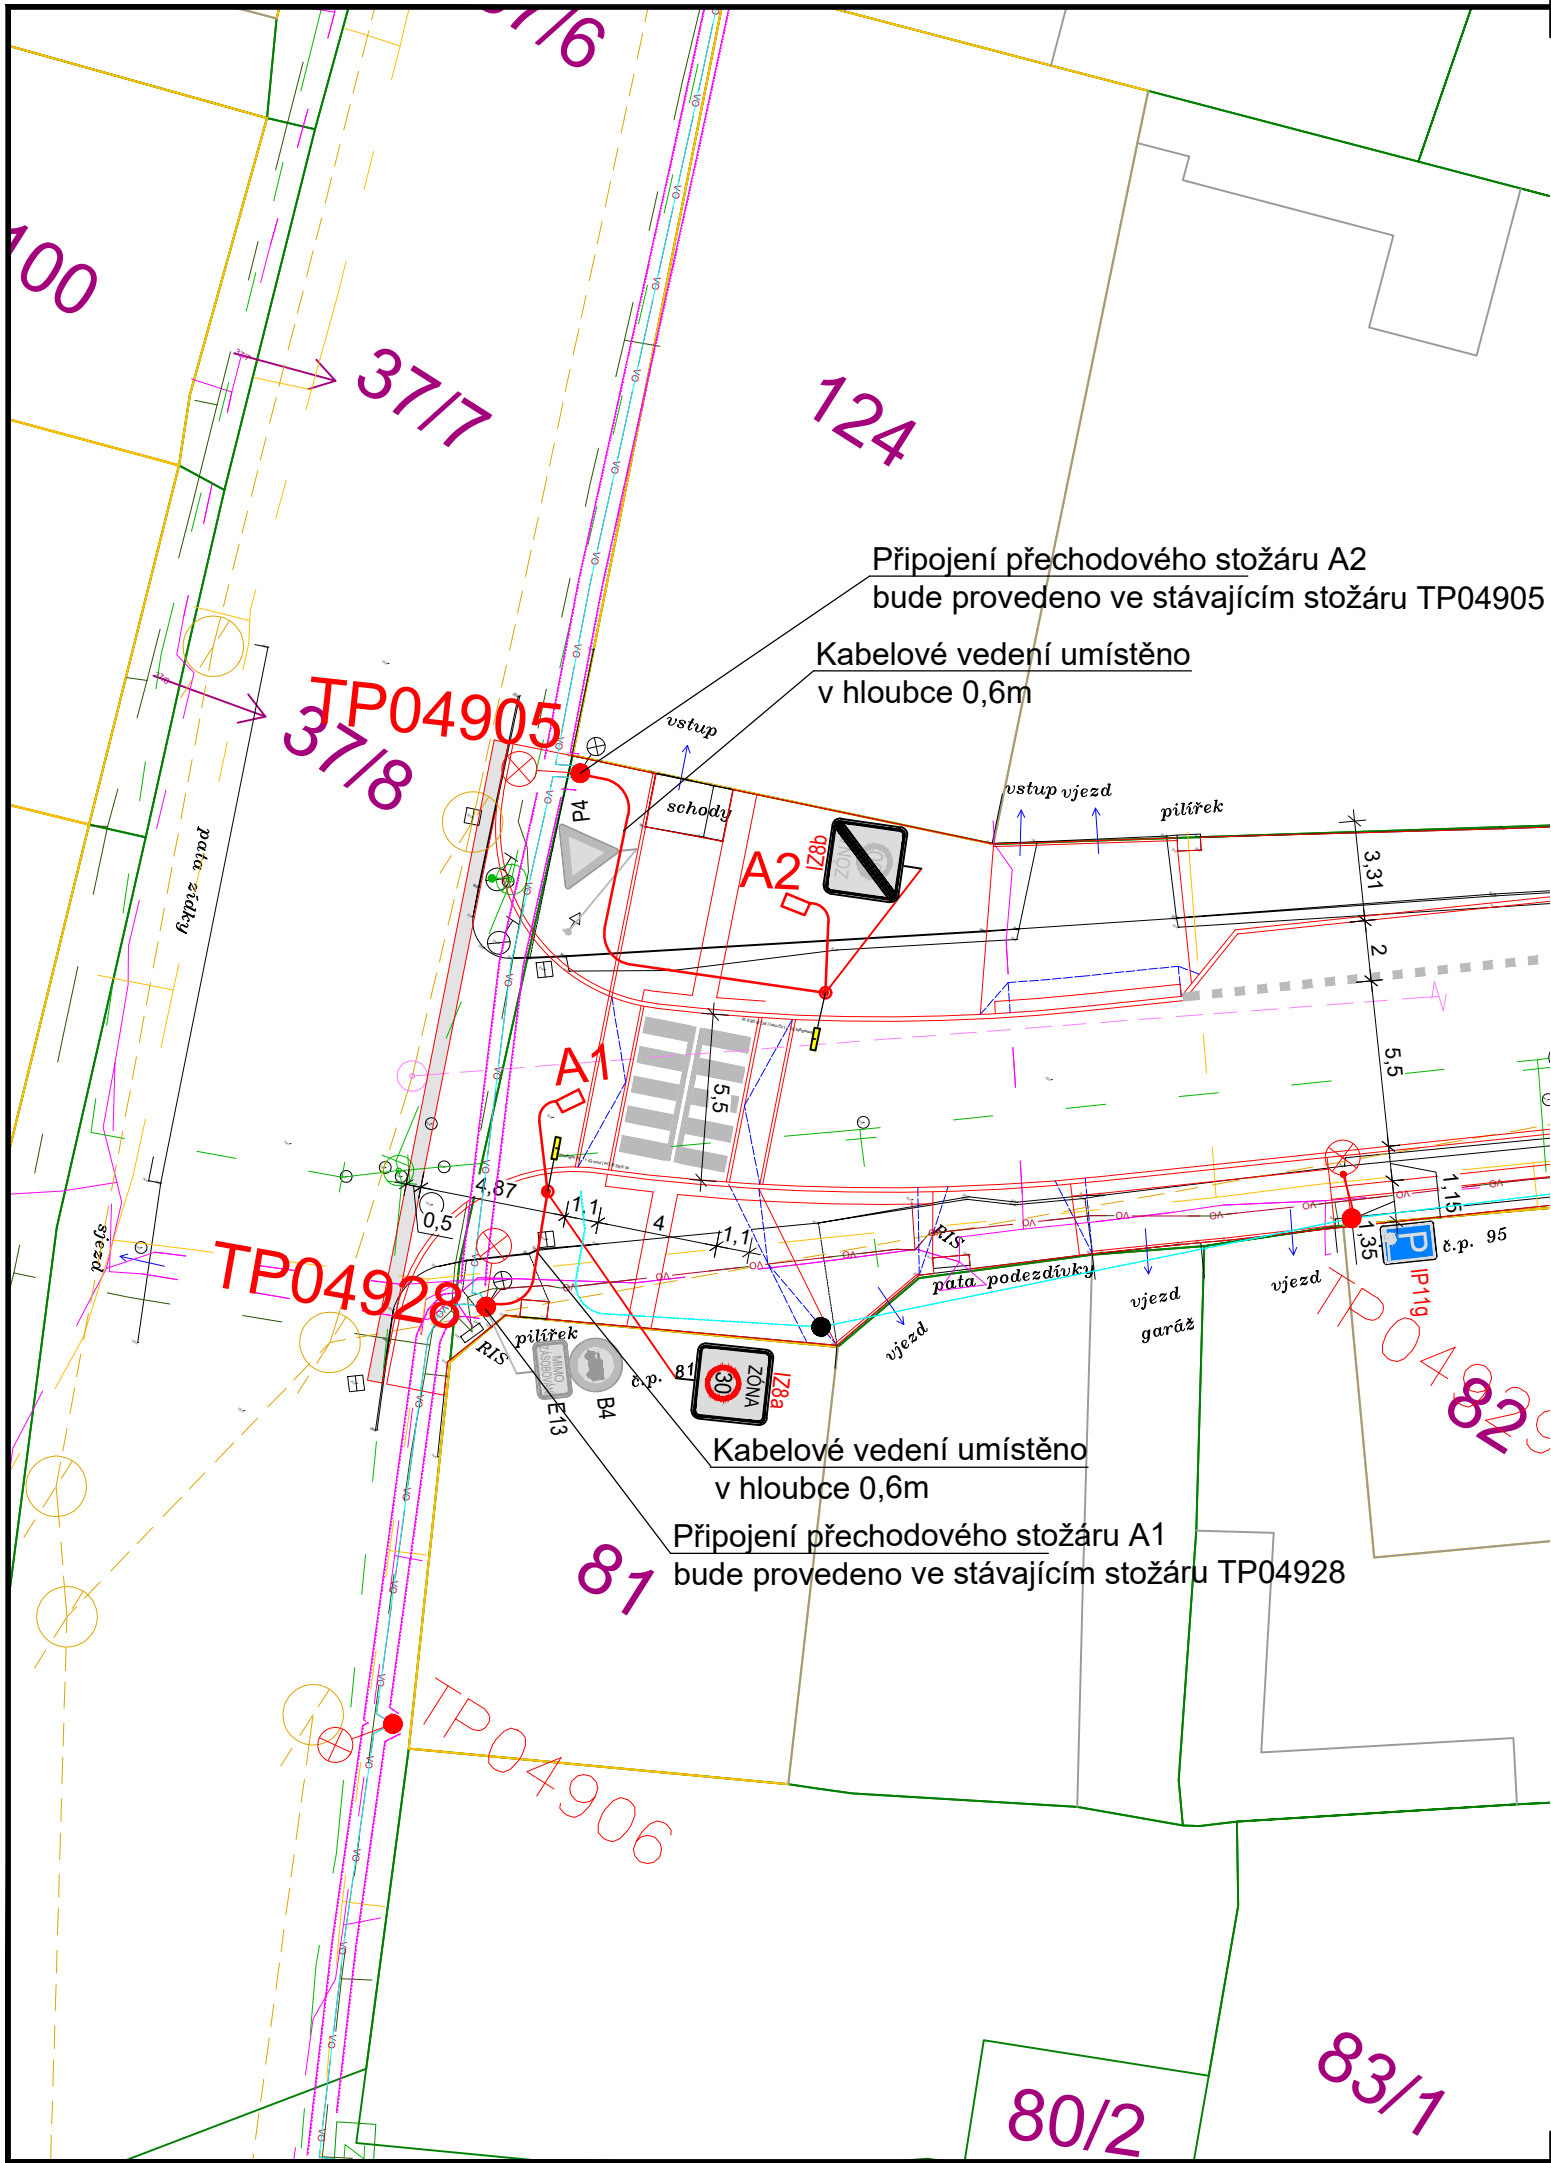 37/6
100
37/7
124
Připojení přechodového stožáru A2
bude provedeno ve stávajícím stožáru TP04905
Kabelové vedení umístěno
v hloubce 0,6m
TP04905
37/8
vstup
schody
P4
vstup
vjezd
pilířek
pata zídky
A2
IZ8b
3,31
2
5,5
A1
5,5
4,87
0,5
1,1
4
1,1
1,15
1,35
sjezd
TP04928
RIS
pilířek
RIS
pata podezdívky
vjezd
vjezd
garáž
vjezd
č.p. 95
IP11g
P
TP04929
82
č.p. 81
ZÓNA
30
IZ8a
MIMO
E13
B4
Kabelové vedení umístěno
v hloubce 0,6m
Připojení přechodového stožáru A1
bude provedeno ve stávajícím stožáru TP04928
81
TP04906
83/1
80/2
VO